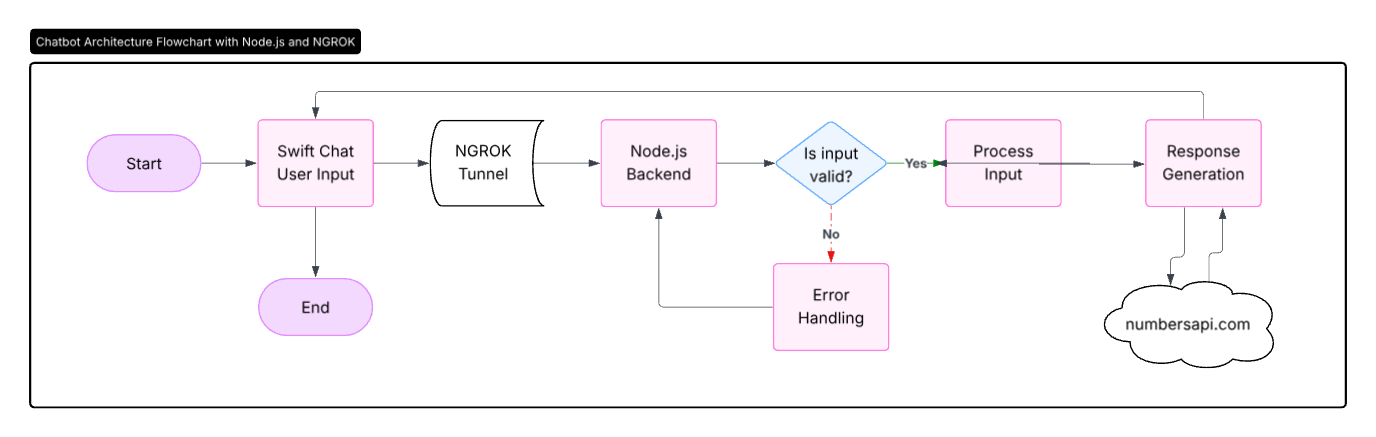 Chatbot Architecture Flowchart with Node.js and NGROK
Start
Swift Chat
User Input
NGROK
Tunnel
Node.js
Backend
Is input
valid?
Yes
Process
Input
Response
Generation
No
Error
Handling
End
numbersapi.com